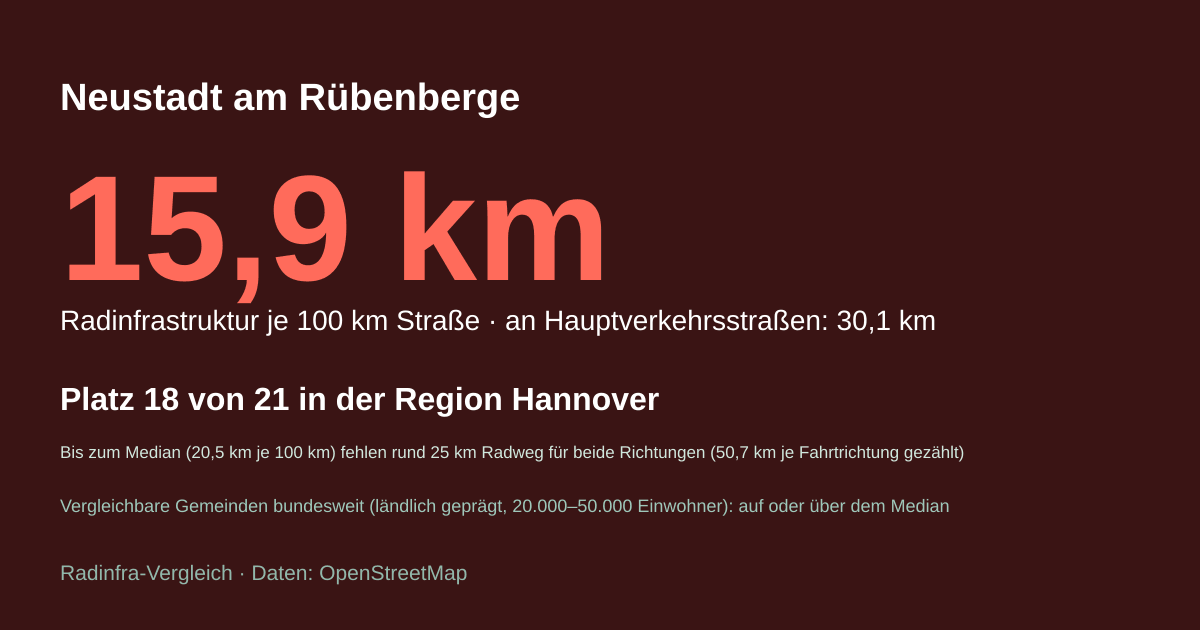 Neustadt am Rübenberge
15,9 km
Radinfrastruktur je 100 km Straße · an Hauptverkehrsstraßen: 30,1 km
Platz 18 von 21 in der Region Hannover
Bis zum Median (20,5 km je 100 km) fehlen rund 25 km Radweg für beide Richtungen (50,7 km je Fahrtrichtung gezählt)
Vergleichbare Gemeinden bundesweit (ländlich geprägt, 20.000–50.000 Einwohner): auf oder über dem Median
Radinfra-Vergleich · Daten: OpenStreetMap